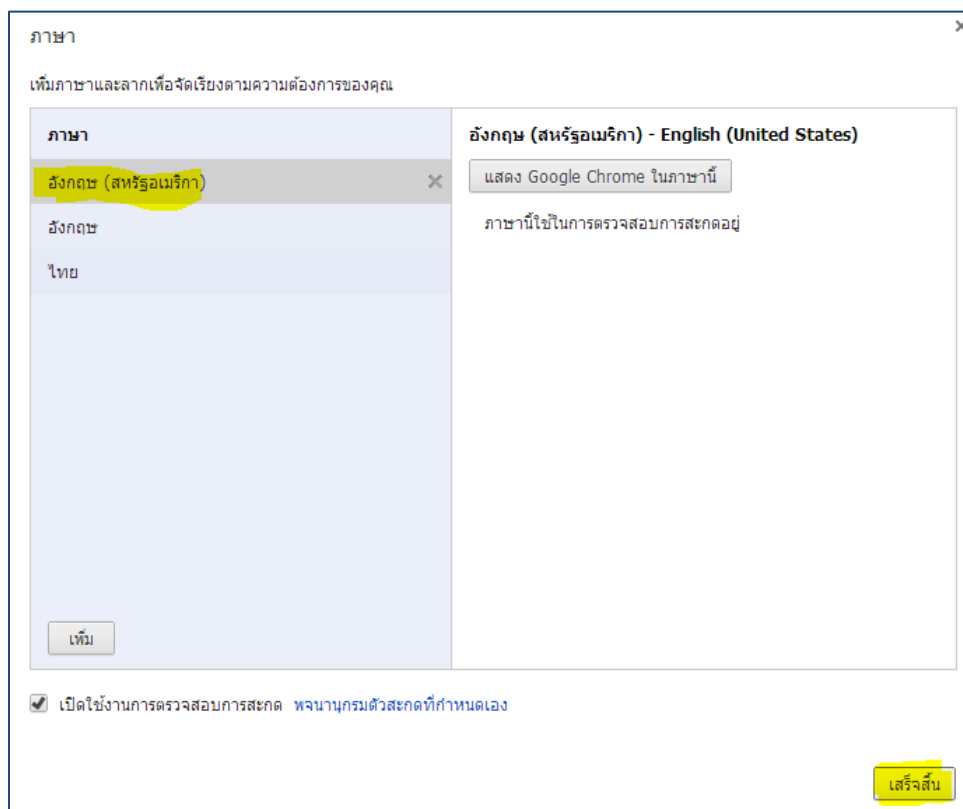 ภาษา
เพิ่มภาษาและลากเพื่อจัดเรียงตามความต้องการของคุณ
ภาษา
อังกฤษ (สหรัฐอเมริกา)
อังกฤษ
ไทย
เพิ่ม
อังกฤษ (สหรัฐอเมริกา) - English (United States)
แสดง Google Chrome ในภาษานี้
ภาษานี้ใช้ในการตรวจสอบการสะกดอยู่
เปิดใช้งานการตรวจสอบการสะกด พจนานุกรมตัวสะกดที่กำหนดเอง
เสร็จสิ้น